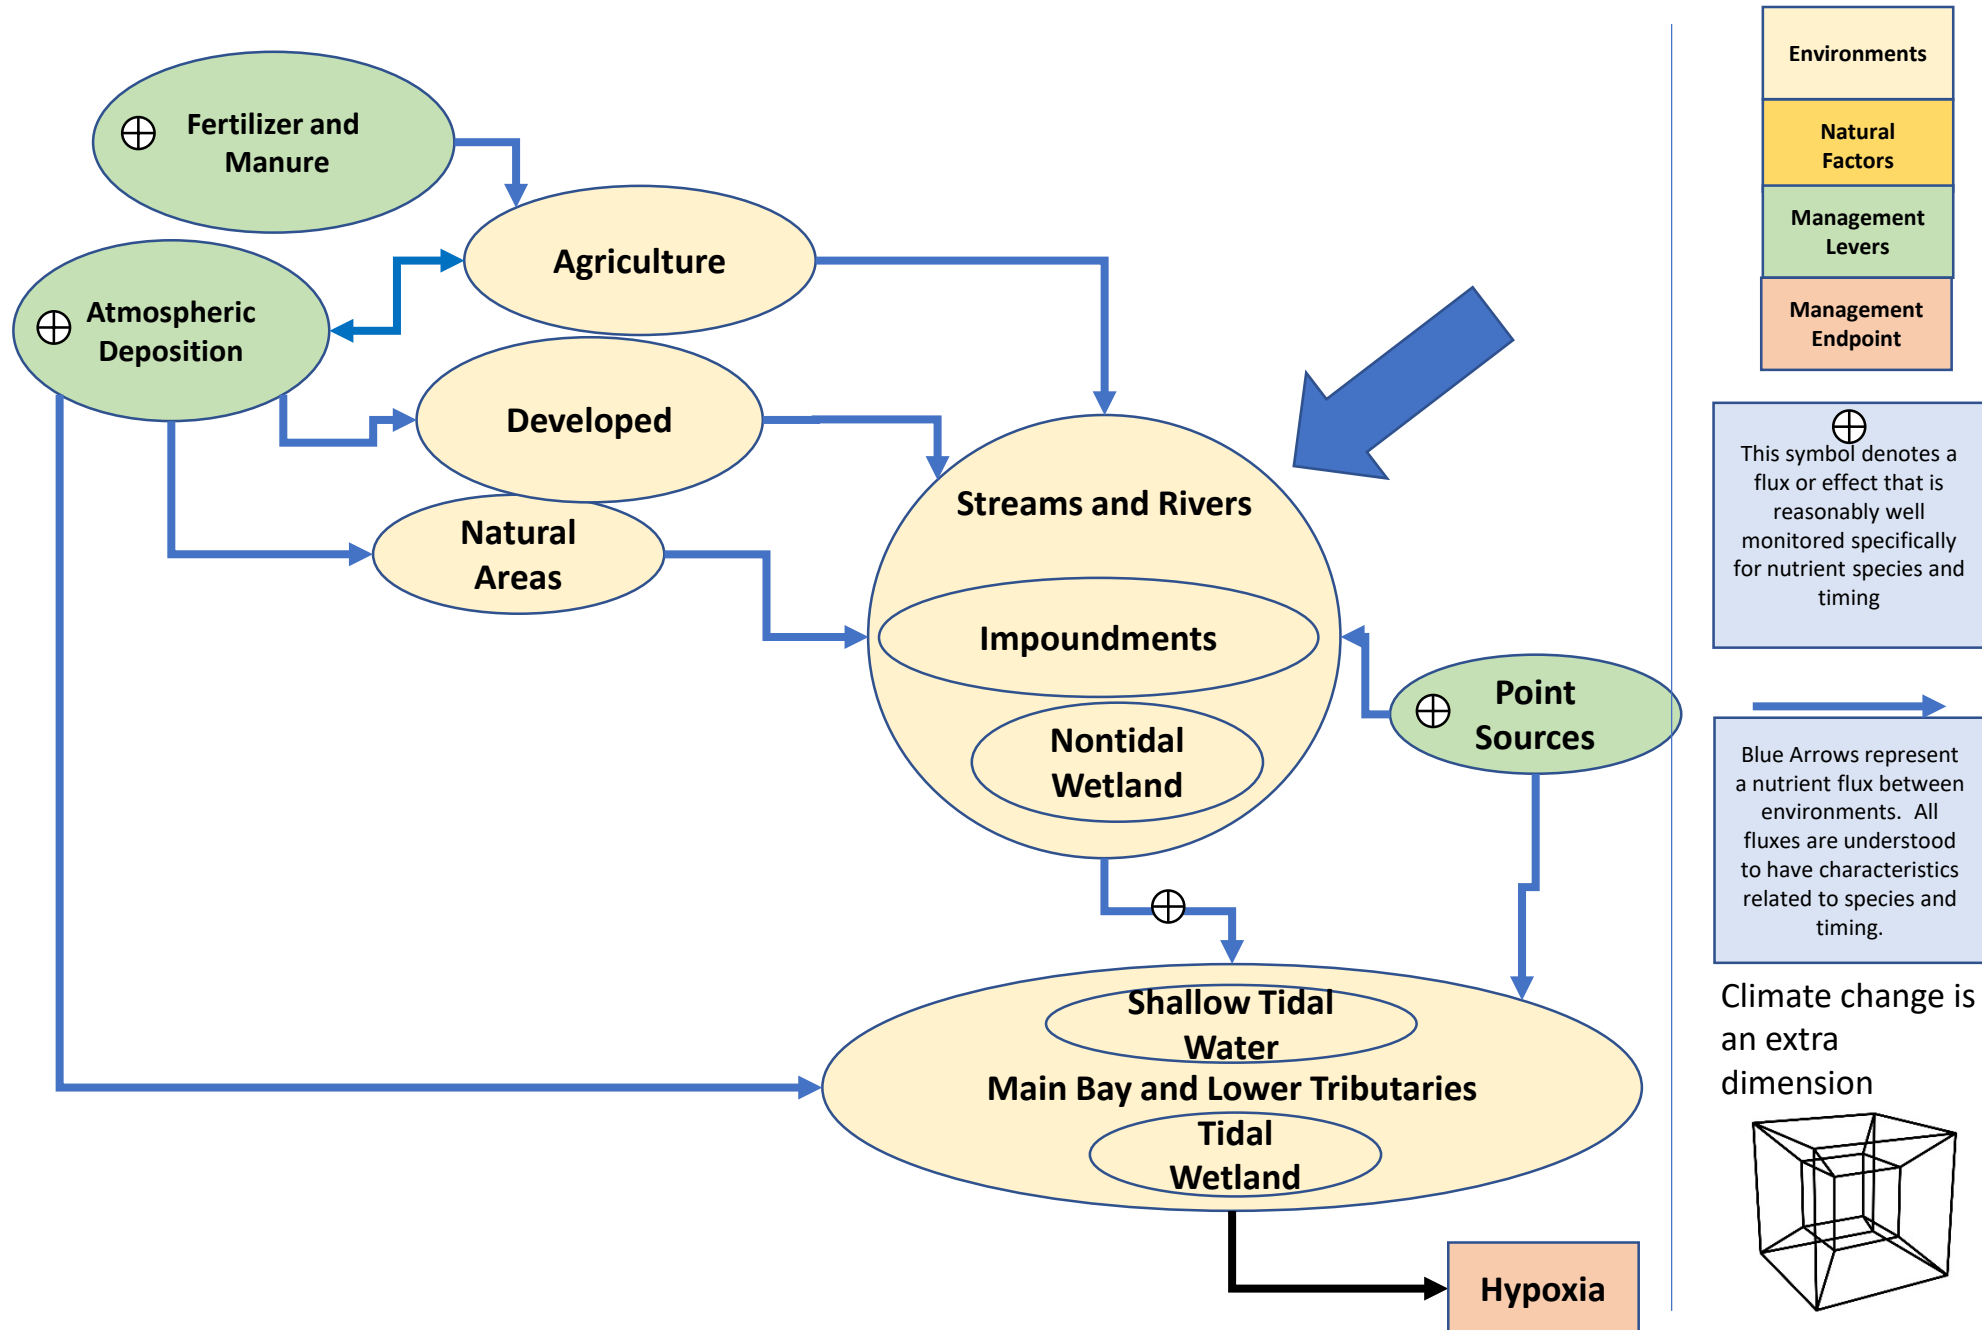 Fertilizer and
Manure
Agriculture
Atmospheric
Deposition
Developed
Natural
Areas
Streams and Rivers
Impoundments
Nontidal
Wetland
Point
Sources
Shallow Tidal
Water
Main Bay and Lower Tributaries
Tidal
Wetland
Hypoxia
Environments
Natural
Factors
Management
Levers
Management
Endpoint
This symbol denotes a
flux or effect that is
reasonably well
monitored specifically
for nutrient species and
timing
Blue Arrows represent
a nutrient flux between
environments.  All
fluxes are understood
to have characteristics
related to species and
timing.
Climate change is
an extra
dimension